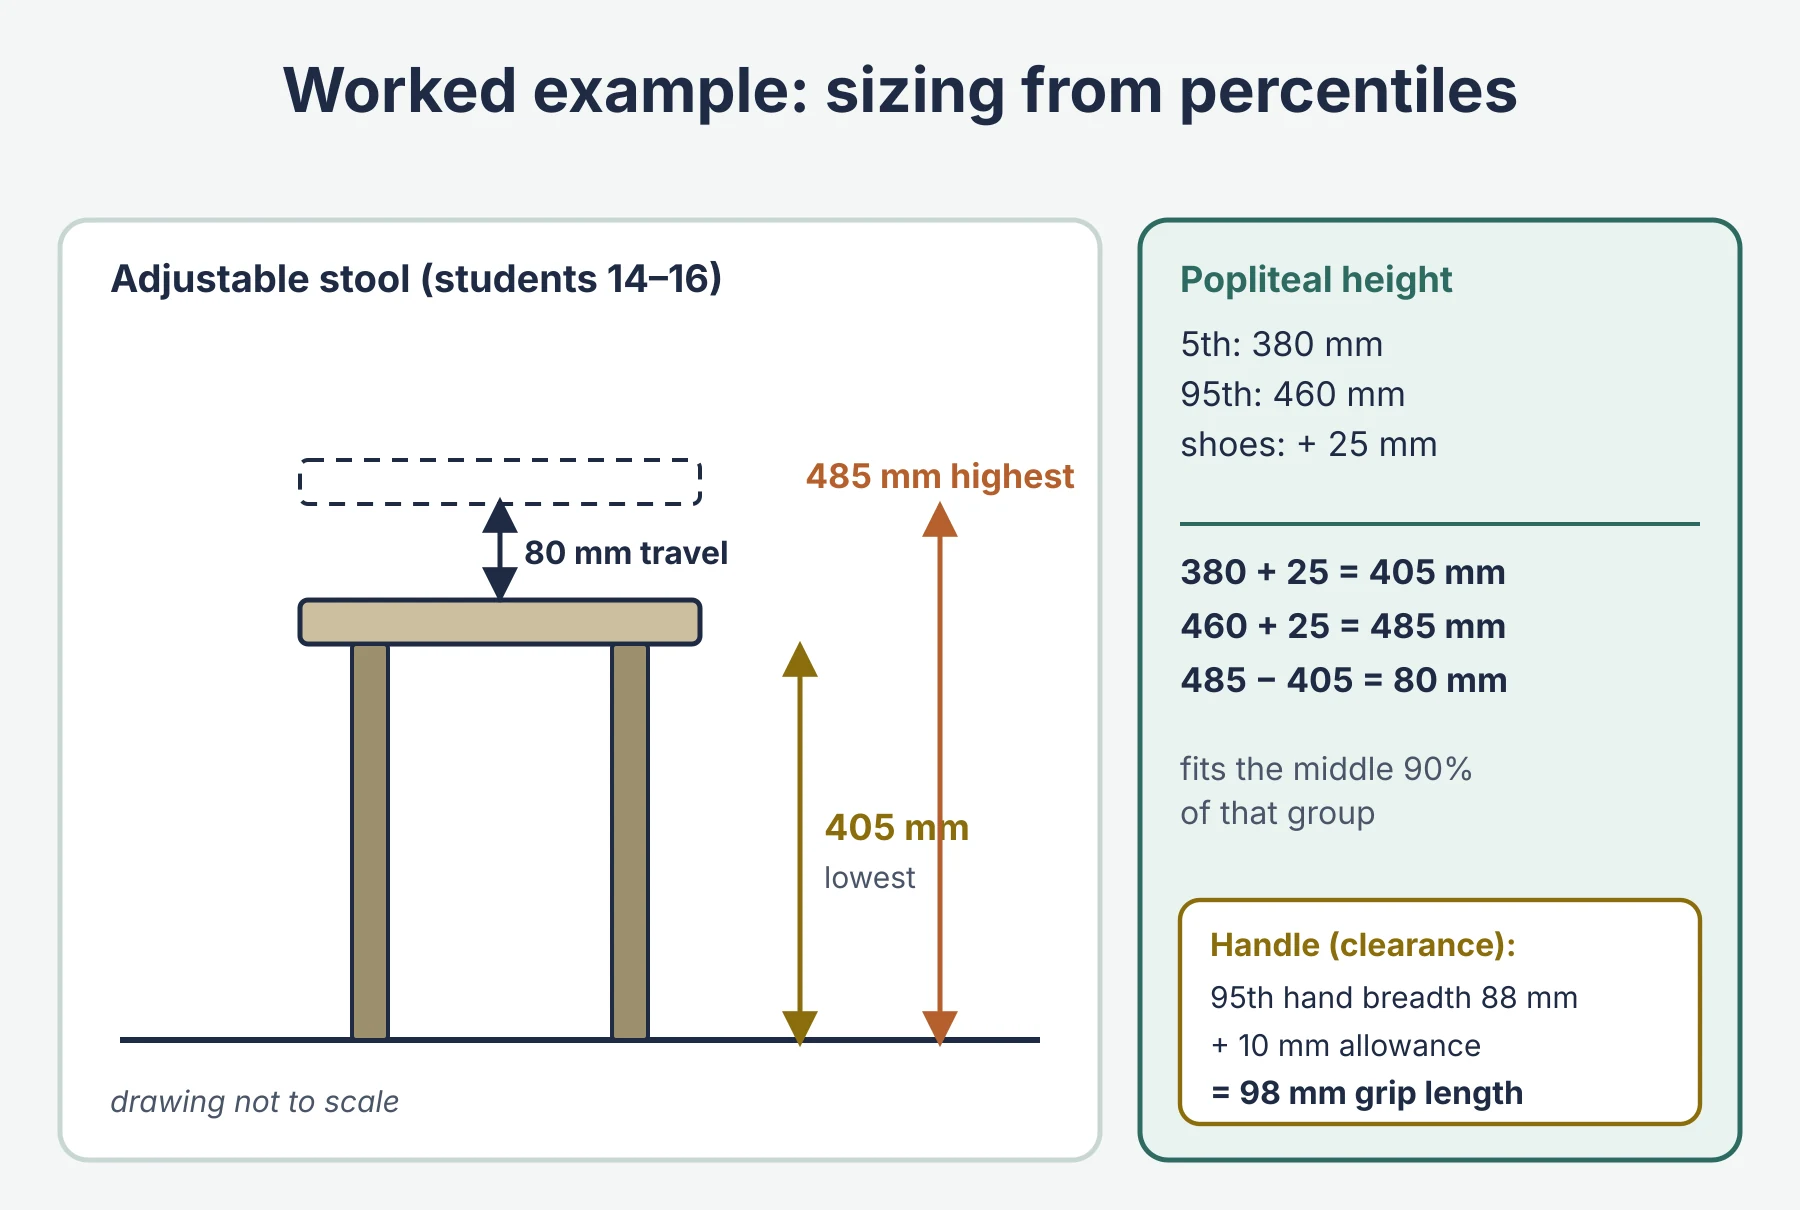 Worked example: sizing from percentiles
Adjustable stool (students 14–16)
485 mm highest
80 mm travel
405 mm
lowest
drawing not to scale
Popliteal height
5th: 380 mm
95th: 460 mm
shoes: + 25 mm
380 + 25 = 405 mm
460 + 25 = 485 mm
485 − 405 = 80 mm
fits the middle 90%
of that group
Handle (clearance):
95th hand breadth 88 mm
+ 10 mm allowance
= 98 mm grip length